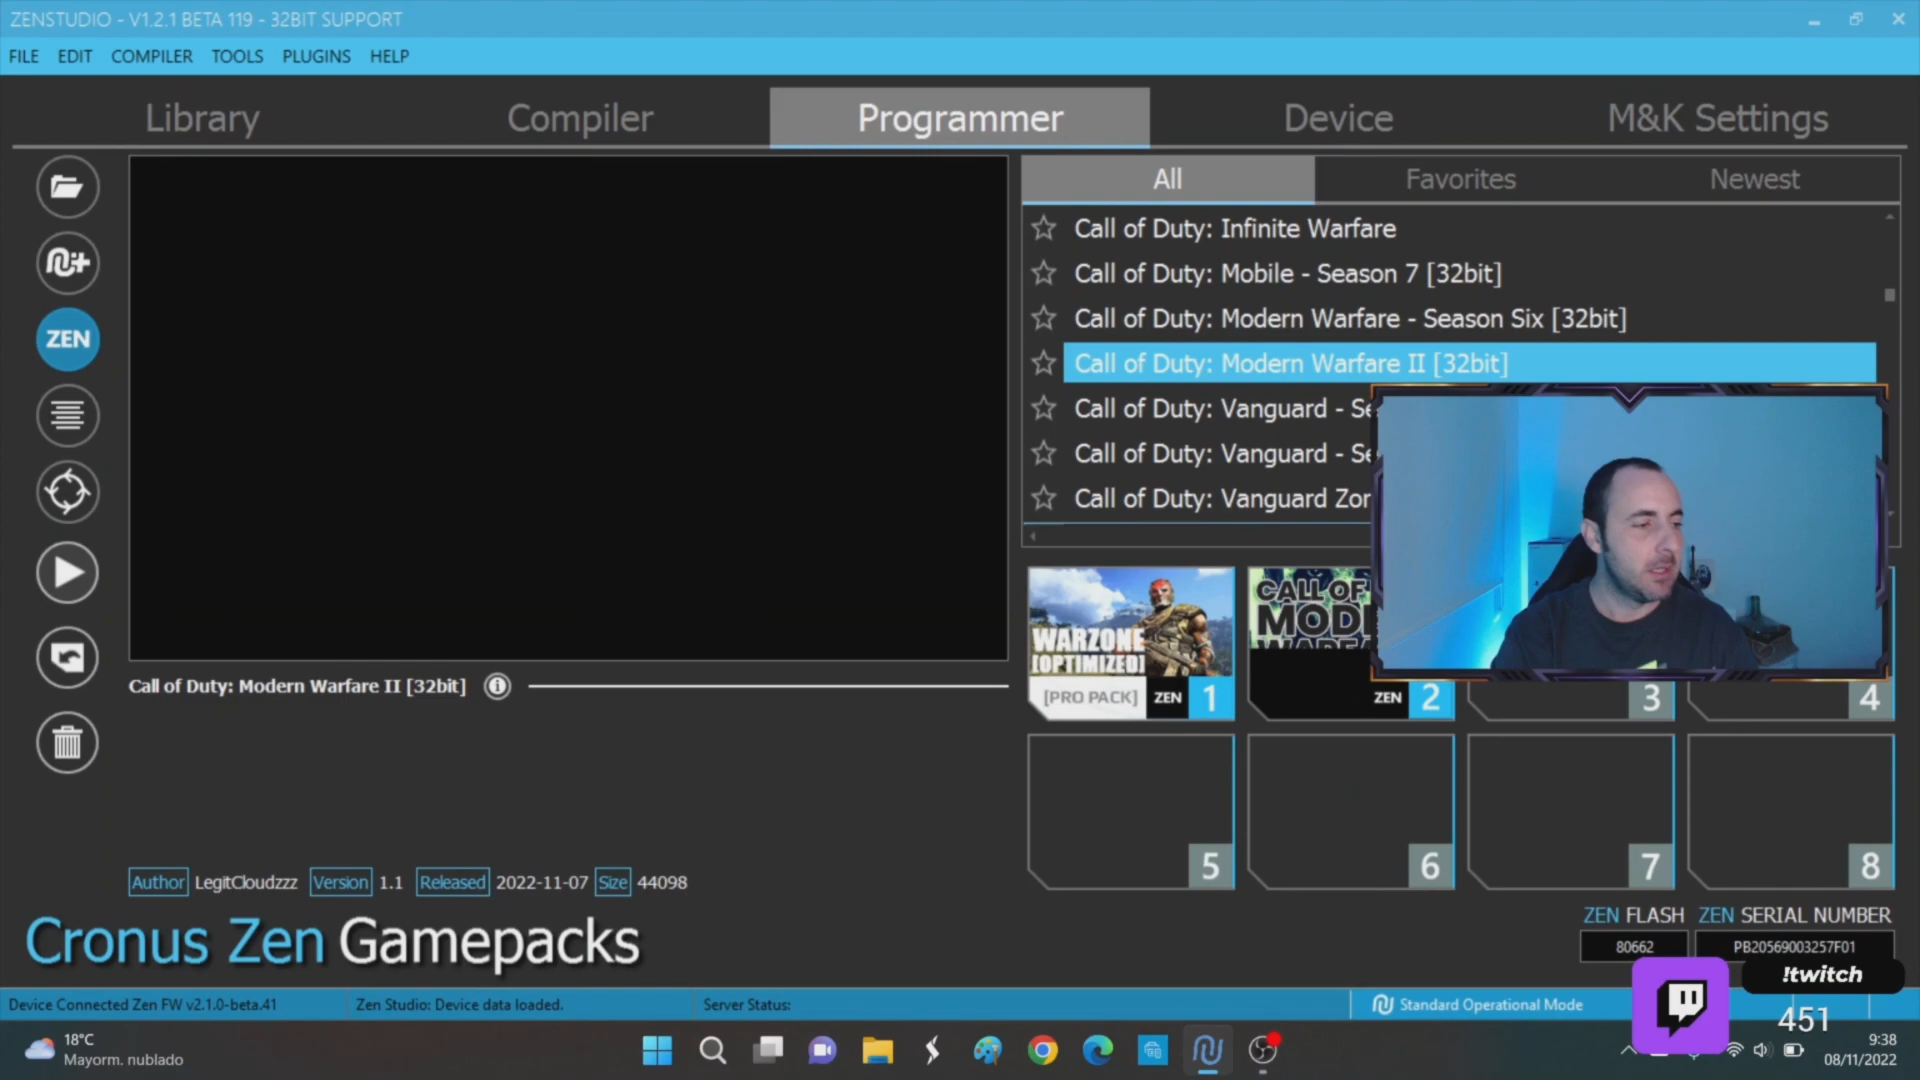 ZENSTUDIO - V1.2.1 BETA 119 - 32BIT SUPPORT
FILE EDIT COMPILER TOOLS PLUGINS HELP
Library Compiler Programmer Device M&K Settings
All Favorites Newest
Call of Duty: Infinite Warfare
Call of Duty: Mobile - Season 7 [32bit]
Call of Duty: Modern Warfare - Season Six [32bit]
ZEN
Call of Duty: Modern Warfare II [32bit]
Call of Duty: Vanguard - Se
Call of Duty: Vanguard - Se
Call of Duty: Vanguard Zor
WARZONE
[OPTIMIZED]
[PRO PACK] ZEN 1
CALL OF
MODE
WARFA
ZEN 2
3
4
Call of Duty: Modern Warfare II [32bit]
5
6
7
8
Author LegitCloudzzz Version 1.1 Released 2022-11-07 Size 44098
Cronus Zen Gamepacks
ZEN FLASH ZEN SERIAL NUMBER
80662 PB20569003257F01
!twitch
451
Device Connected Zen FW v2.1.0-beta.41 Zen Studio: Device data loaded. Server Status: Standard Operational Mode
18°C
Mayorm. nublado
9:38
08/11/2022